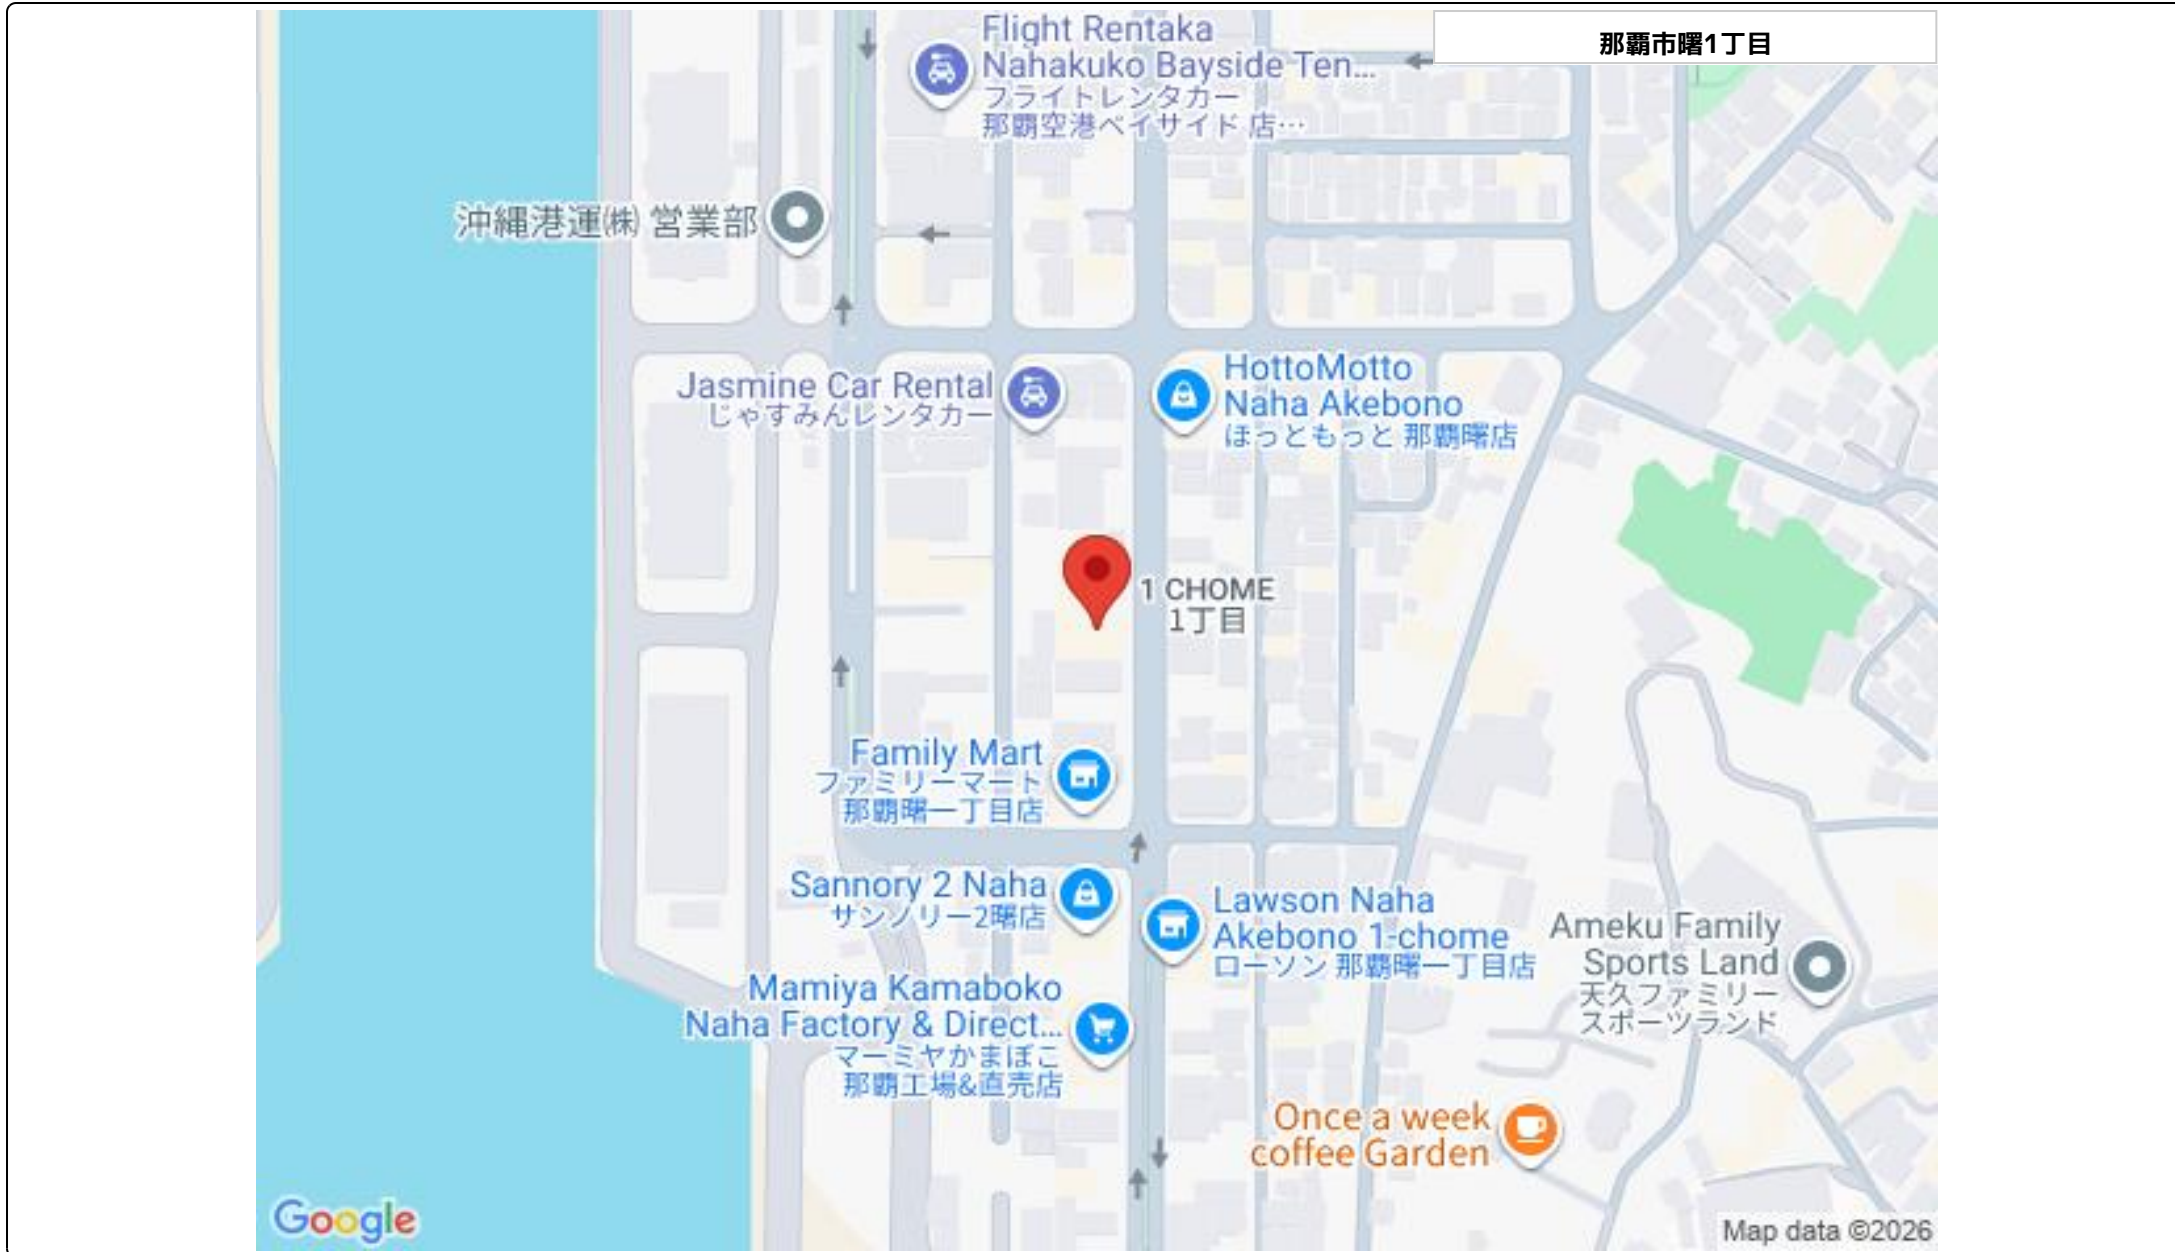 那覇市曙1丁目
Flight Rentaka
Nahakuko Bayside Ten...
フライトレンタカー
那覇空港ベイサイド 店…
沖縄港運㈱ 営業部
Jasmine Car Rental
じゃすみんレンタカー
HottoMotto
Naha Akebono
ほっともっと 那覇曙店
1 CHOME
1丁目
Family Mart
ファミリーマート
那覇曙一丁目店
Sannory 2 Naha
サンノリー2曙店
Lawson Naha
Akebono 1-chome
ローソン 那覇曙一丁目店
Ameku Family
Sports Land
天久ファミリー
スポーツランド
Mamiya Kamaboko
Naha Factory & Direct...
マーミヤかまぼこ
那覇工場&直売店
Once a week
coffee Garden
Google
Map data ©2026